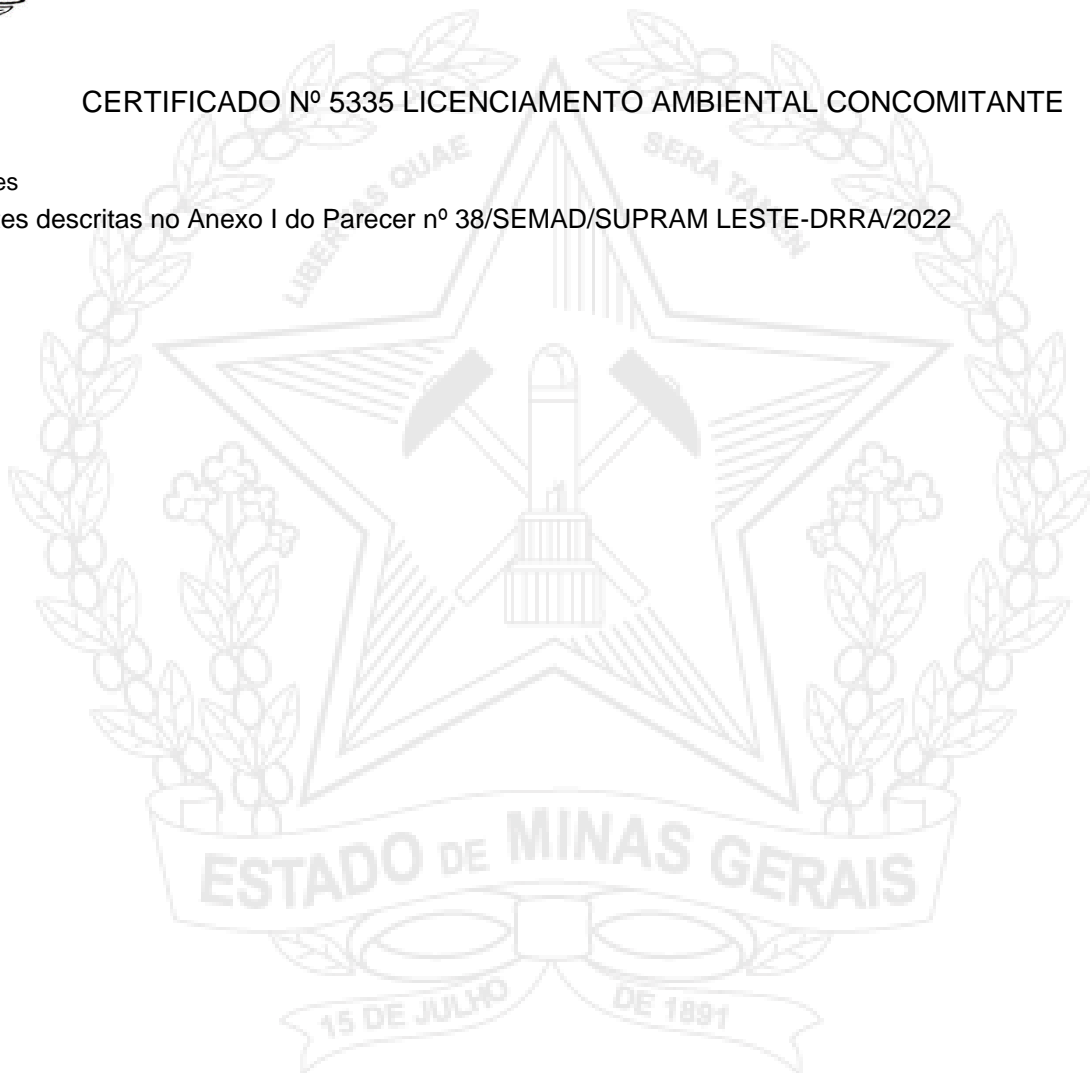 CERTIFICADO Nº 5335 LICENCIAMENTO AMBIENTAL CONCOMITANTE
es
es descritas no Anexo I do Parecer nº 38/SEMAD/SUPRAM LESTE-DRRA/2022
LIBERTAS QUAE SERA TAMEN
ESTADO DE MINAS GERAIS
15 DE JULHO DE 1891